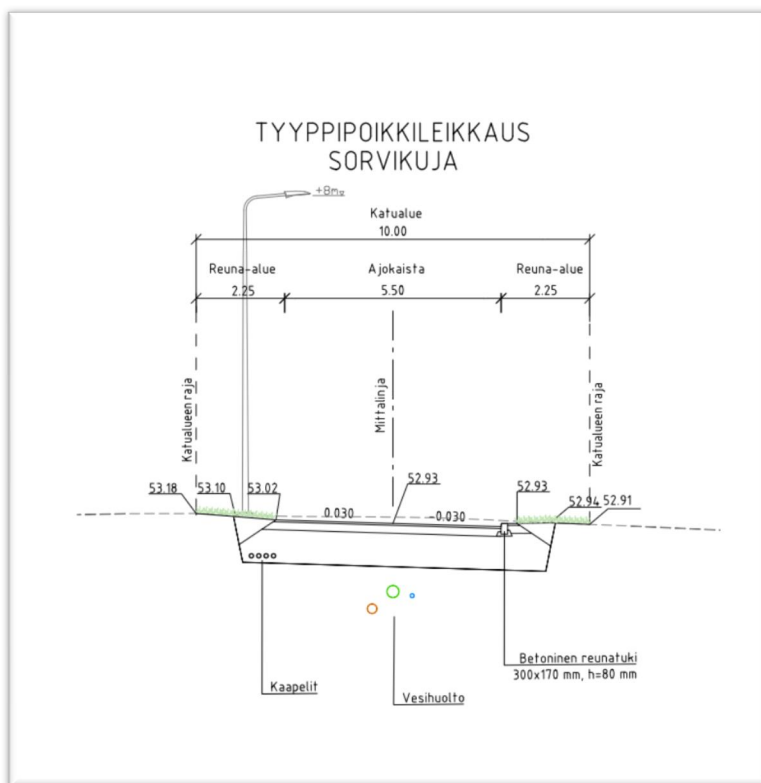 TYYPPIPOIKKILEIKKAUS
SORVIKUJA
+8m
Katualue
10.00
Reuna-alue
Ajokaista
Reuna-alue
2.25
5.50
2.25
Katualueen raja
Mittalinja
Katualueen raja
53.18
53.10
53.02
52.93
52.93
52.94
52.91
0.030
-0.030
Betoninen reunatuki
300x170 mm, h=80 mm
Kaapelit
Vesihuolto